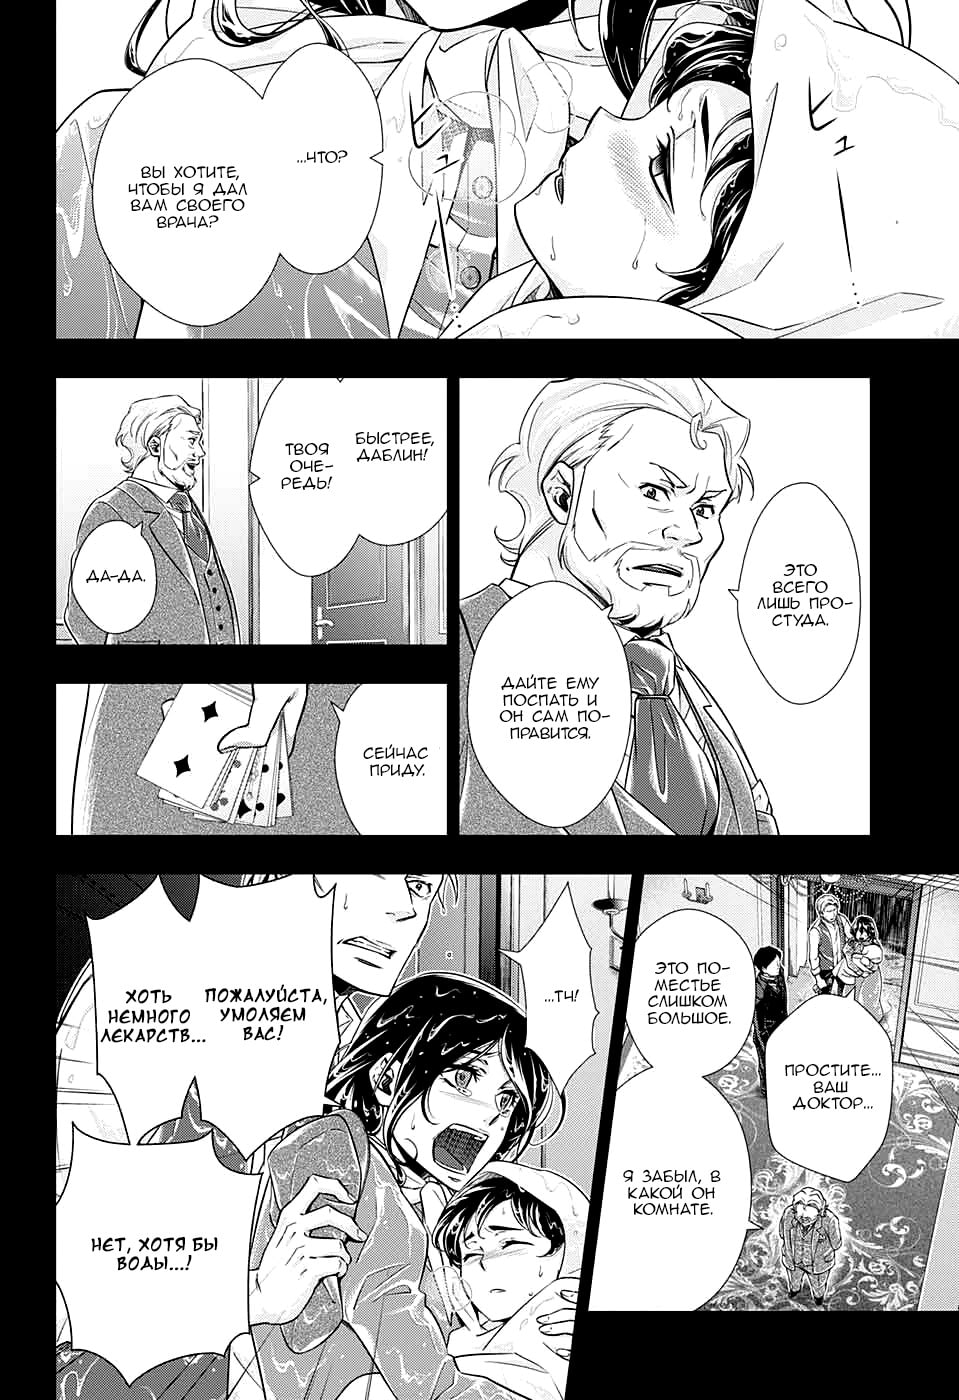 ...ЧТО?
ВЫ ХОТИТЕ,
ЧТОБЫ Я ДАЛ
ВАМ СВОЕГО
ВРАЧА?
ЭТО
ВСЕГО
ЛИШЬ ПРО-
СТУДА.
ДАЙТЕ ЕМУ
ПОСПАТЬ И
ОН САМ ПО-
ПРАВИТСЯ.
БЫСТРЕЕ,
ДАБЛИН!
ТВОЯ
ОЧЕ-
РЕДЬ!
ДА-ДА.
СЕЙЧАС
ПРИДУ.
ПРОСТИТЕ...
ВАШ
ДОКТОР...
ЭТО ПО-
МЕСТЬЕ
СЛИШКОМ
БОЛЬШОЕ.
Я ЗАБЫЛ, В
КАКОЙ ОН
КОМНАТЕ.
...ТЧ!
ПОЖАЛУЙСТА,
УМОЛЯЕМ
ВАС!
ХОТЬ
НЕМНОГО
ЛЕКАРСТВ...
НЕТ, ХОТЯ БЫ
ВОДЫ...!